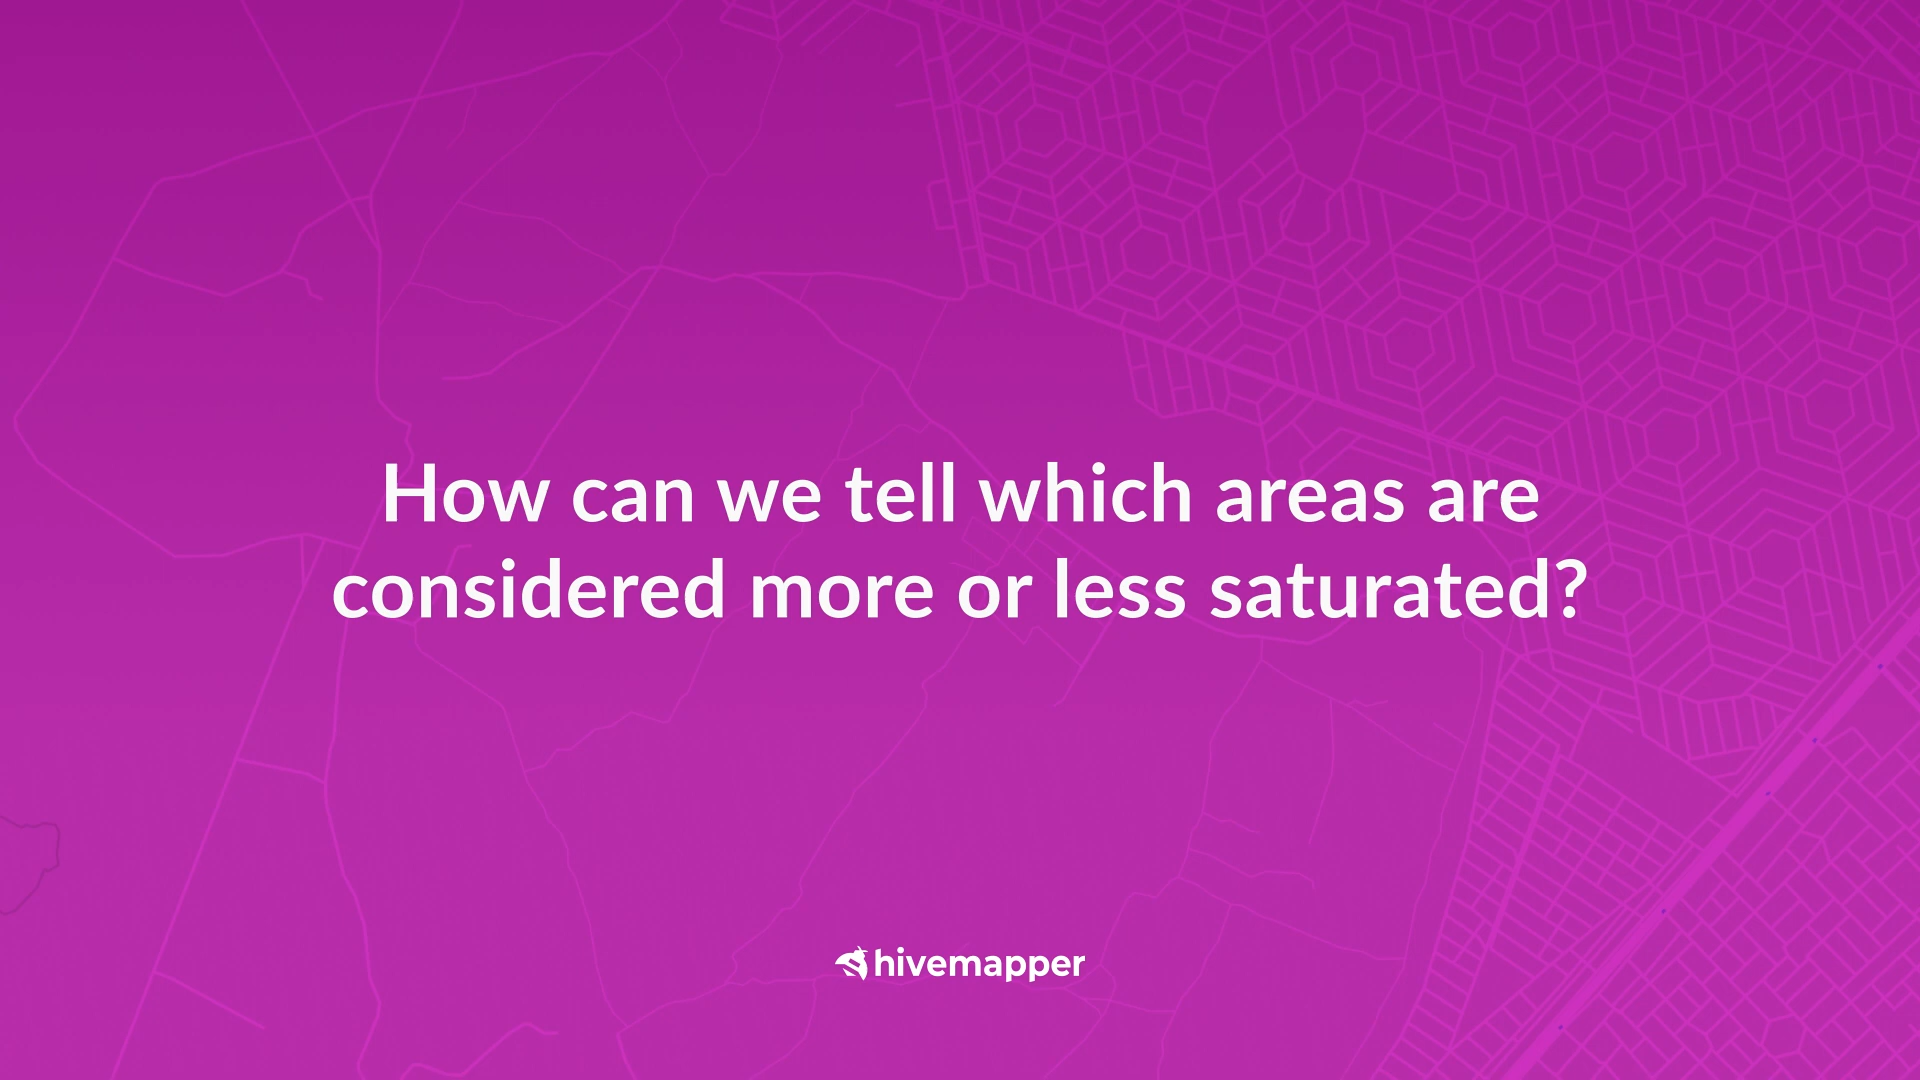 How can we tell which areas are
considered more or less saturated?
hivemapper